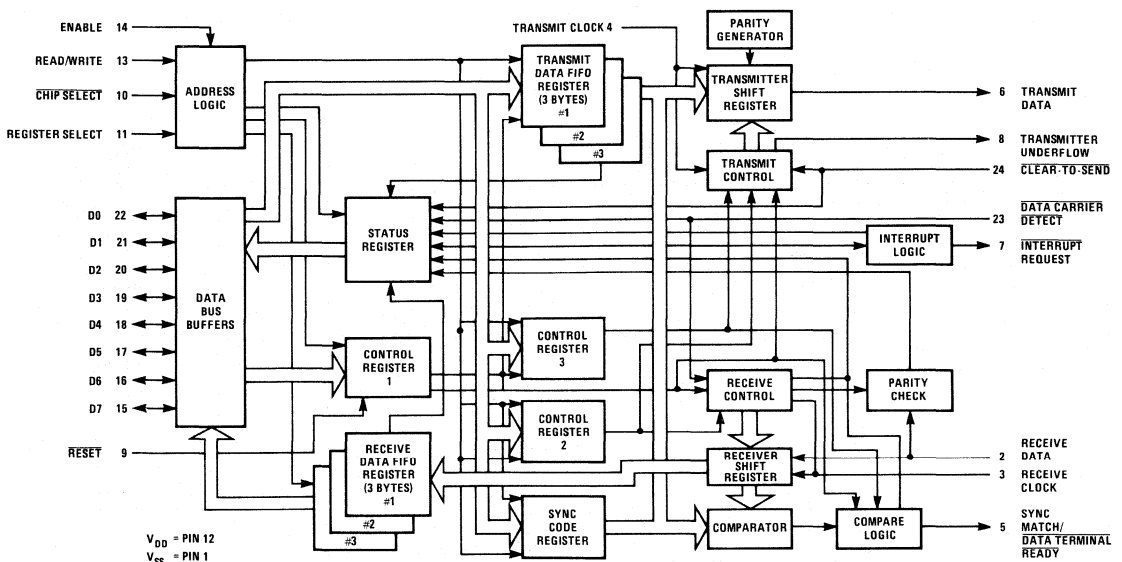 ENABLE 14
READ/WRITE 13
CHIP SELECT 10
REGISTER SELECT 11
ADDRESS
LOGIC
TRANSMIT CLOCK 4
TRANSMIT
DATA FIFO
REGISTER
(3 BYTES)
#1
#2
#3
PARITY
GENERATOR
TRANSMITTER
SHIFT
REGISTER
6 TRANSMIT
DATA
8 TRANSMITTER
UNDERFLOW
TRANSMIT
CONTROL
24 CLEAR-TO-SEND
23 DATA CARRIER
DETECT
INTERRUPT
LOGIC
7 INTERRUPT
REQUEST
D0 22
D1 21
D2 20
D3 19
D4 18
D5 17
D6 16
D7 15
DATA
BUS
BUFFERS
STATUS
REGISTER
CONTROL
REGISTER
1
CONTROL
REGISTER
3
CONTROL
REGISTER
2
RECEIVE
CONTROL
PARITY
CHECK
RESET 9
RECEIVE
DATA FIFO
REGISTER
(3 BYTES)
#1
#2
#3
RECEIVER
SHIFT
REGISTER
2 RECEIVE
DATA
3 RECEIVE
CLOCK
SYNC
CODE
REGISTER
COMPARATOR
COMPARE
LOGIC
5 SYNC
MATCH/
DATA TERMINAL
READY
VDD = PIN 12
VSS = PIN 1